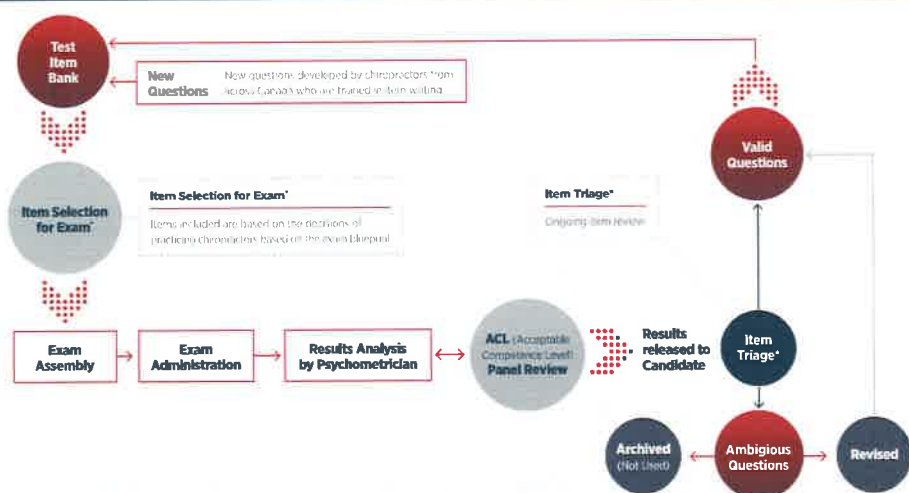 Test
Item
Bank
New
Questions
New questions developed by chiropractors from
across Canada who are trained in item writing
Item Selection
for Exam*
Item Selection for Exam*
Items included are based on the decisions of
practicing chiropractors based on the exam blueprint
Exam
Assembly
Exam
Administration
Results Analysis
by Psychometrician
ACL (Acceptable
Competence Level)
Panel Review
Results
released to
Candidate
Item Triage*
Ongoing item review
Valid
Questions
Item
Triage*
Archived
(Not Used)
Ambigious
Questions
Revised